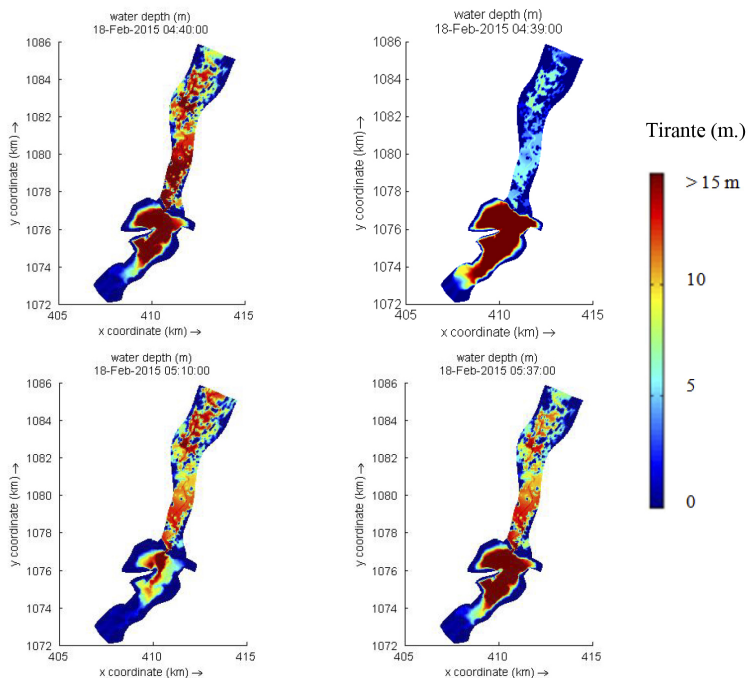 water depth (m)
18-Feb-2015 04:40:00
1086
1084
1082
1080
1078
1076
1074
1072
405
410
415
y coordinate (km) →
x coordinate (km) →
water depth (m)
18-Feb-2015 04:39:00
1086
1084
1082
1080
1078
1076
1074
1072
405
410
415
y coordinate (km) →
x coordinate (km) →
Tirante (m.)
> 15 m
10
5
0
water depth (m)
18-Feb-2015 05:10:00
1086
1084
1082
1080
1078
1076
1074
1072
405
410
415
y coordinate (km) →
x coordinate (km) →
water depth (m)
18-Feb-2015 05:37:00
1086
1084
1082
1080
1078
1076
1074
1072
405
410
415
y coordinate (km) →
x coordinate (km) →